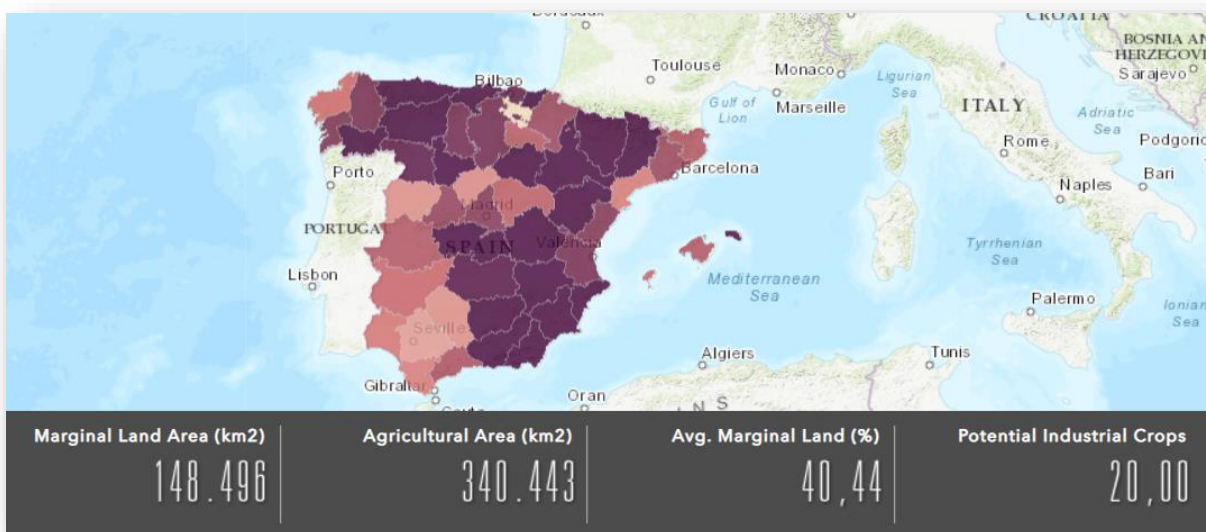 CROATIA
BOSNIA AN
HERZEGOVI
Sarajevo
Toulouse
Monaco
Ligurian
Sea
Bilbao
Gulf of
Lion
Marseille
ITALY
Adriatic
Sea
Rome
Podgoric
Porto
Barcelona
Naples
Bari
Madrid
PORTUGA
SPAIN
Valencia
Tyrrhenian
Sea
Lisbon
Mediterranean
Sea
Palermo
Ionian
Sea
Seville
Algiers
Tunis
Gibraltar
Oran
N S
Marginal Land Area (km2)
Agricultural Area (km2)
Avg. Marginal Land (%)
Potential Industrial Crops
148.496
340.443
40,44
20,00